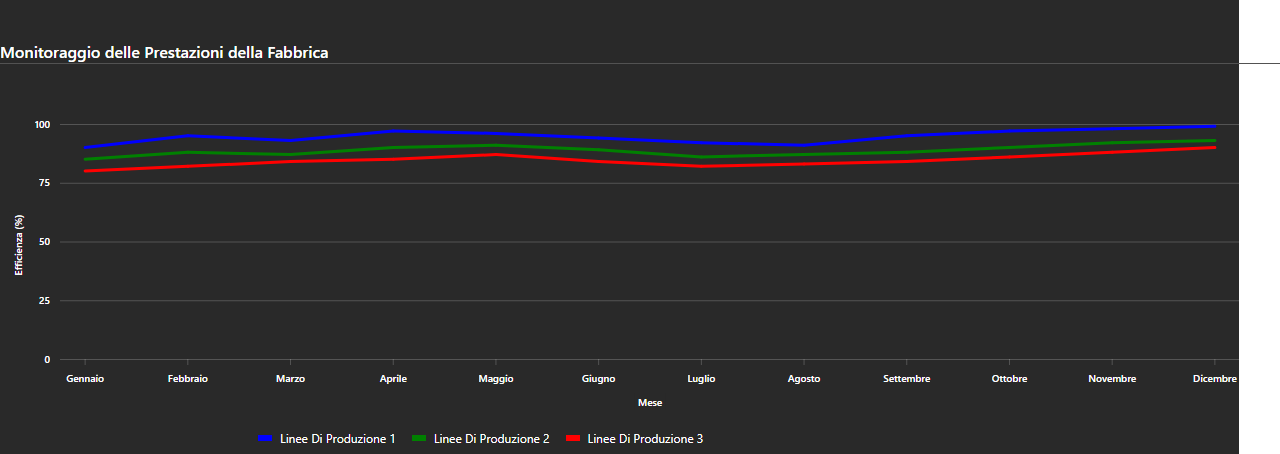 Monitoraggio delle Prestazioni della Fabbrica
100
75
50
25
0
Efficienza (%)
Gennaio Febbraio Marzo Aprile Maggio Giugno Luglio Agosto Settembre Ottobre Novembre Dicembre
Mese
Linee Di Produzione 1 Linee Di Produzione 2 Linee Di Produzione 3